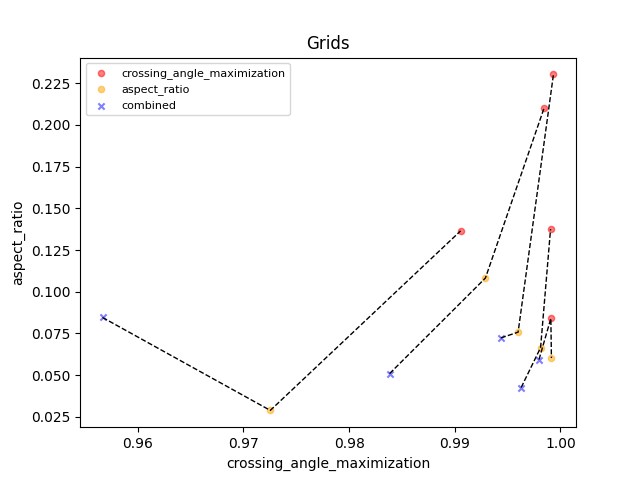 Grids
crossing_angle_maximization
aspect_ratio
combined
aspect_ratio
0.225
0.200
0.175
0.150
0.125
0.100
0.075
0.050
0.025
0.96 0.97 0.98 0.99 1.00
crossing_angle_maximization